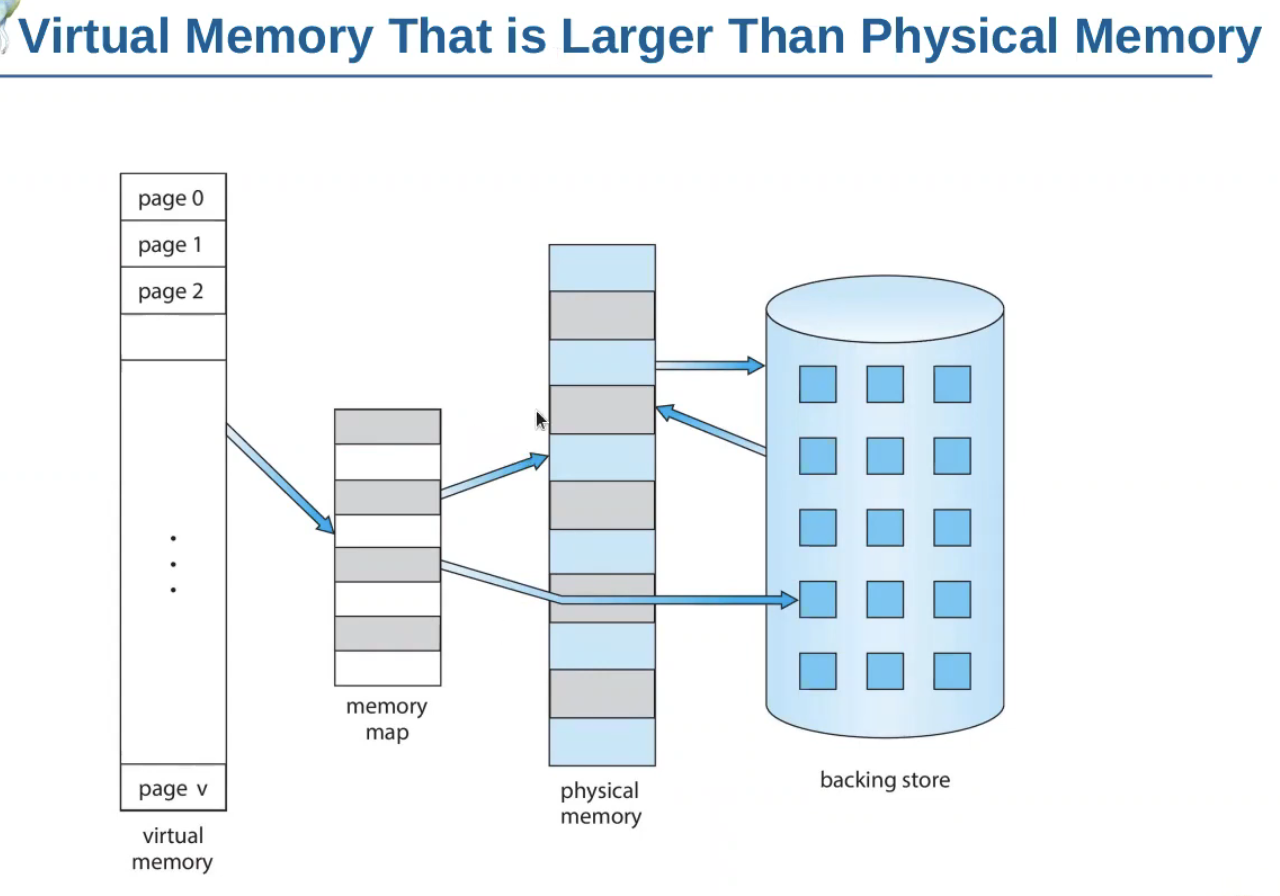 Virtual Memory That is Larger Than Physical Memory
page 0
page 1
page 2
page v
virtual
memory
memory
map
physical
memory
backing store